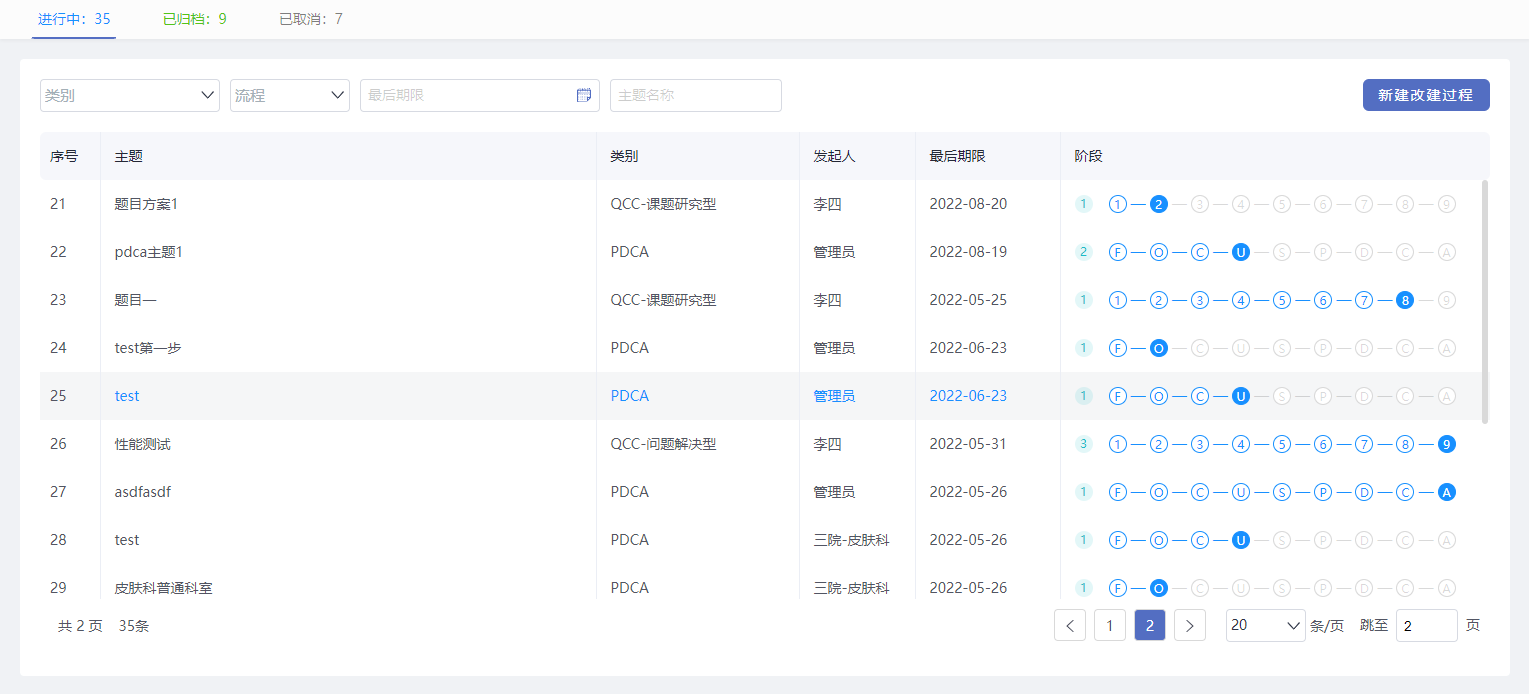 进行中：35 已归档：9 已取消：7
类别 流程 最后期限 主题名称 新建改建过程
序号 主题 类别 发起人 最后期限 阶段
21 题目方案1 QCC-课题研究型 李四 2022-08-20 1 1 2 3 4 5 6 7 8 9
22 pdca主题1 PDCA 管理员 2022-08-19 2 F O C U S P D C A
23 题目一 QCC-课题研究型 李四 2022-05-25 1 1 2 3 4 5 6 7 8 9
24 test第一步 PDCA 管理员 2022-06-23 1 F O C U S P D C A
25 test PDCA 管理员 2022-06-23 1 F O C U S P D C A
26 性能测试 QCC-问题解决型 李四 2022-05-31 3 1 2 3 4 5 6 7 8 9
27 asdfasdf PDCA 管理员 2022-05-26 1 F O C U S P D C A
28 test PDCA 三院-皮肤科 2022-05-26 1 F O C U S P D C A
29 皮肤科普通科室 PDCA 三院-皮肤科 2022-05-26 1 F O C U S P D C A
共 2 页 35条 1 2 20 条/页 跳至 2 页